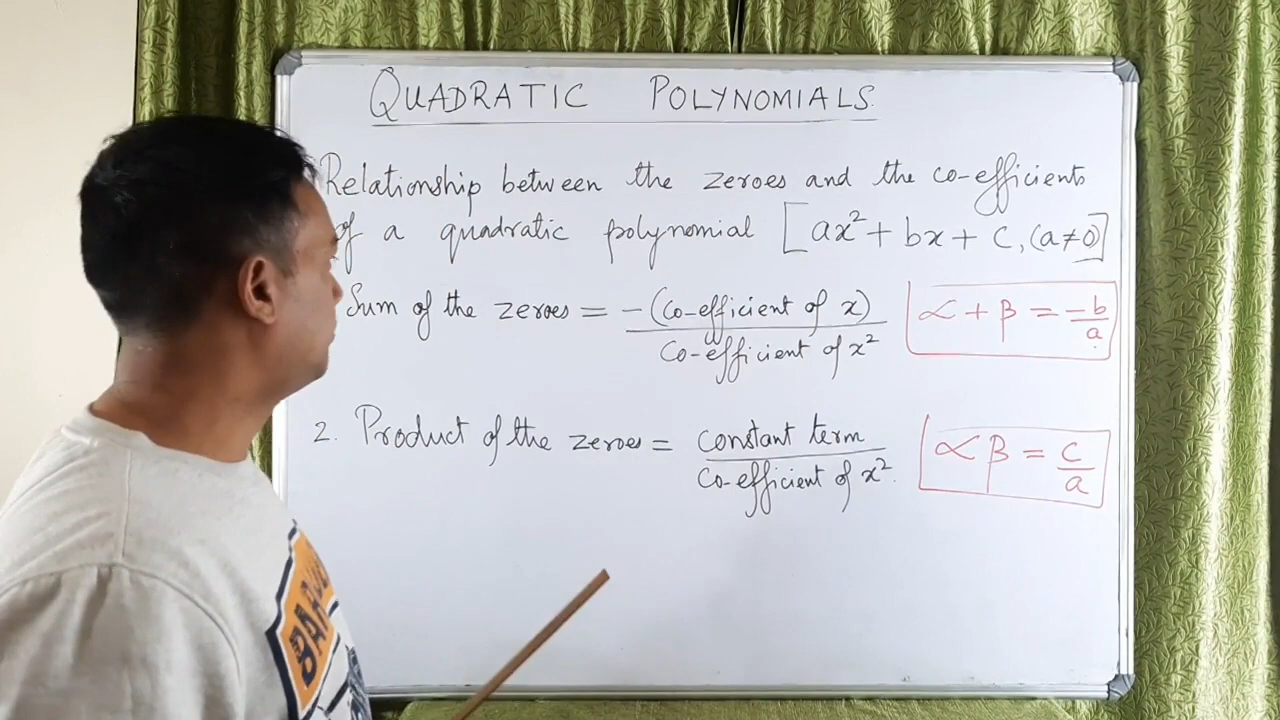 QUADRATIC POLYNOMIALS.
Relationship between the zeroes and the co-efficients
of a quadratic polynomial [ax² + bx + c, (a≠0)]
Sum of the zeroes = -(Co-efficient of x) / Co-efficient of x²  α + β = -b/a
2. Product of the zeroes = constant term / Co-efficient of x².  αβ = c/a